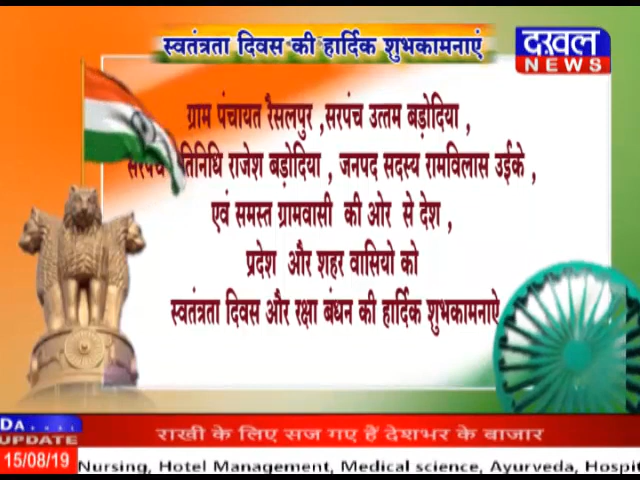 स्वतंत्रता दिवस की हार्दिक शुभकामनाएं
दख़ल
NEWS
ग्राम पंचायत रैसलपुर ,सरपंच उत्तम बड़ोदिया ,
राजेश बड़ोदिया , जनपद सदस्य रामविलास उईके ,
एवं समस्त ग्रामवासी की ओर से देश ,
प्रदेश और शहर वासियो को
स्वतंत्रता दिवस और रक्षा बंधन की हार्दिक शुभकामनाऐ
UPDATE
राखी के लिए सज गए हैं देशभर के बाजार
15/08/19
Nursing, Hotel Management, Medical science, Ayurveda, Hospit